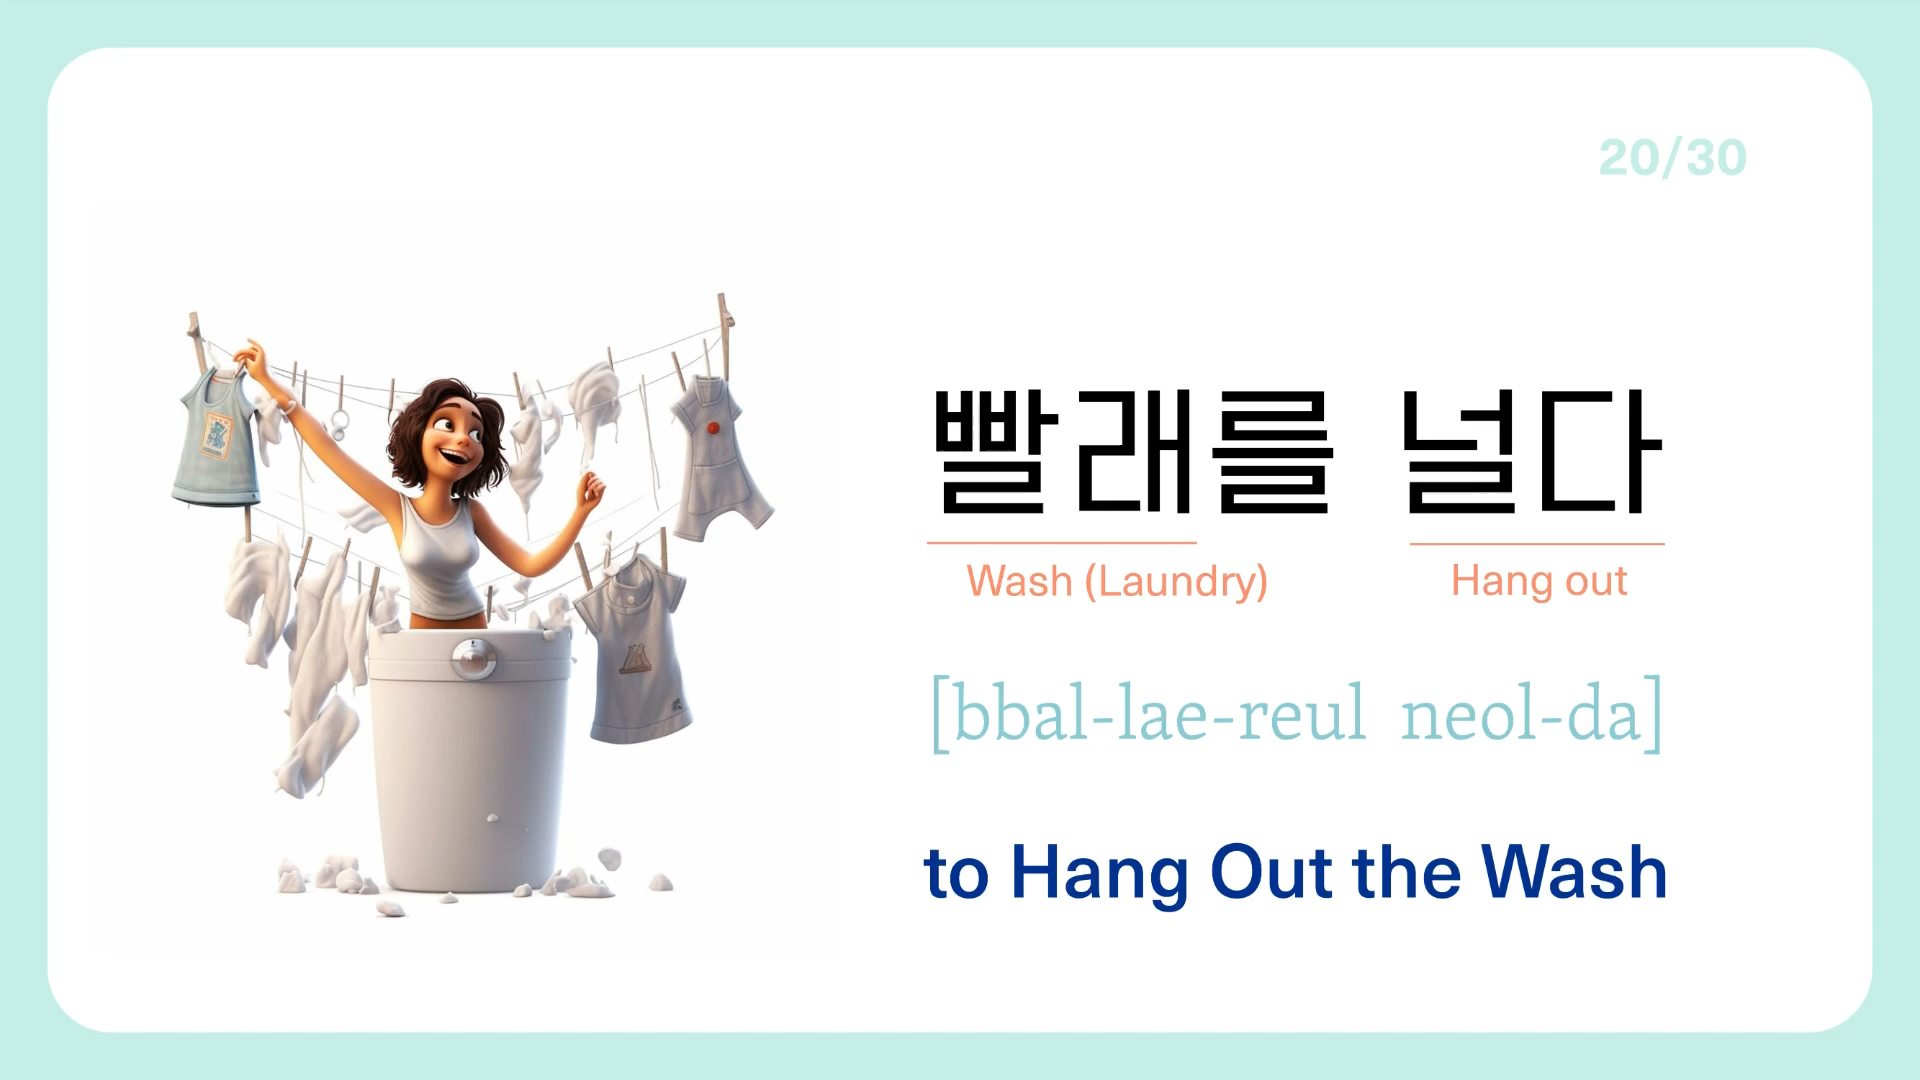 20/30
빨래를 널다
Wash (Laundry) Hang out
[bbal-lae-reul neol-da]
to Hang Out the Wash